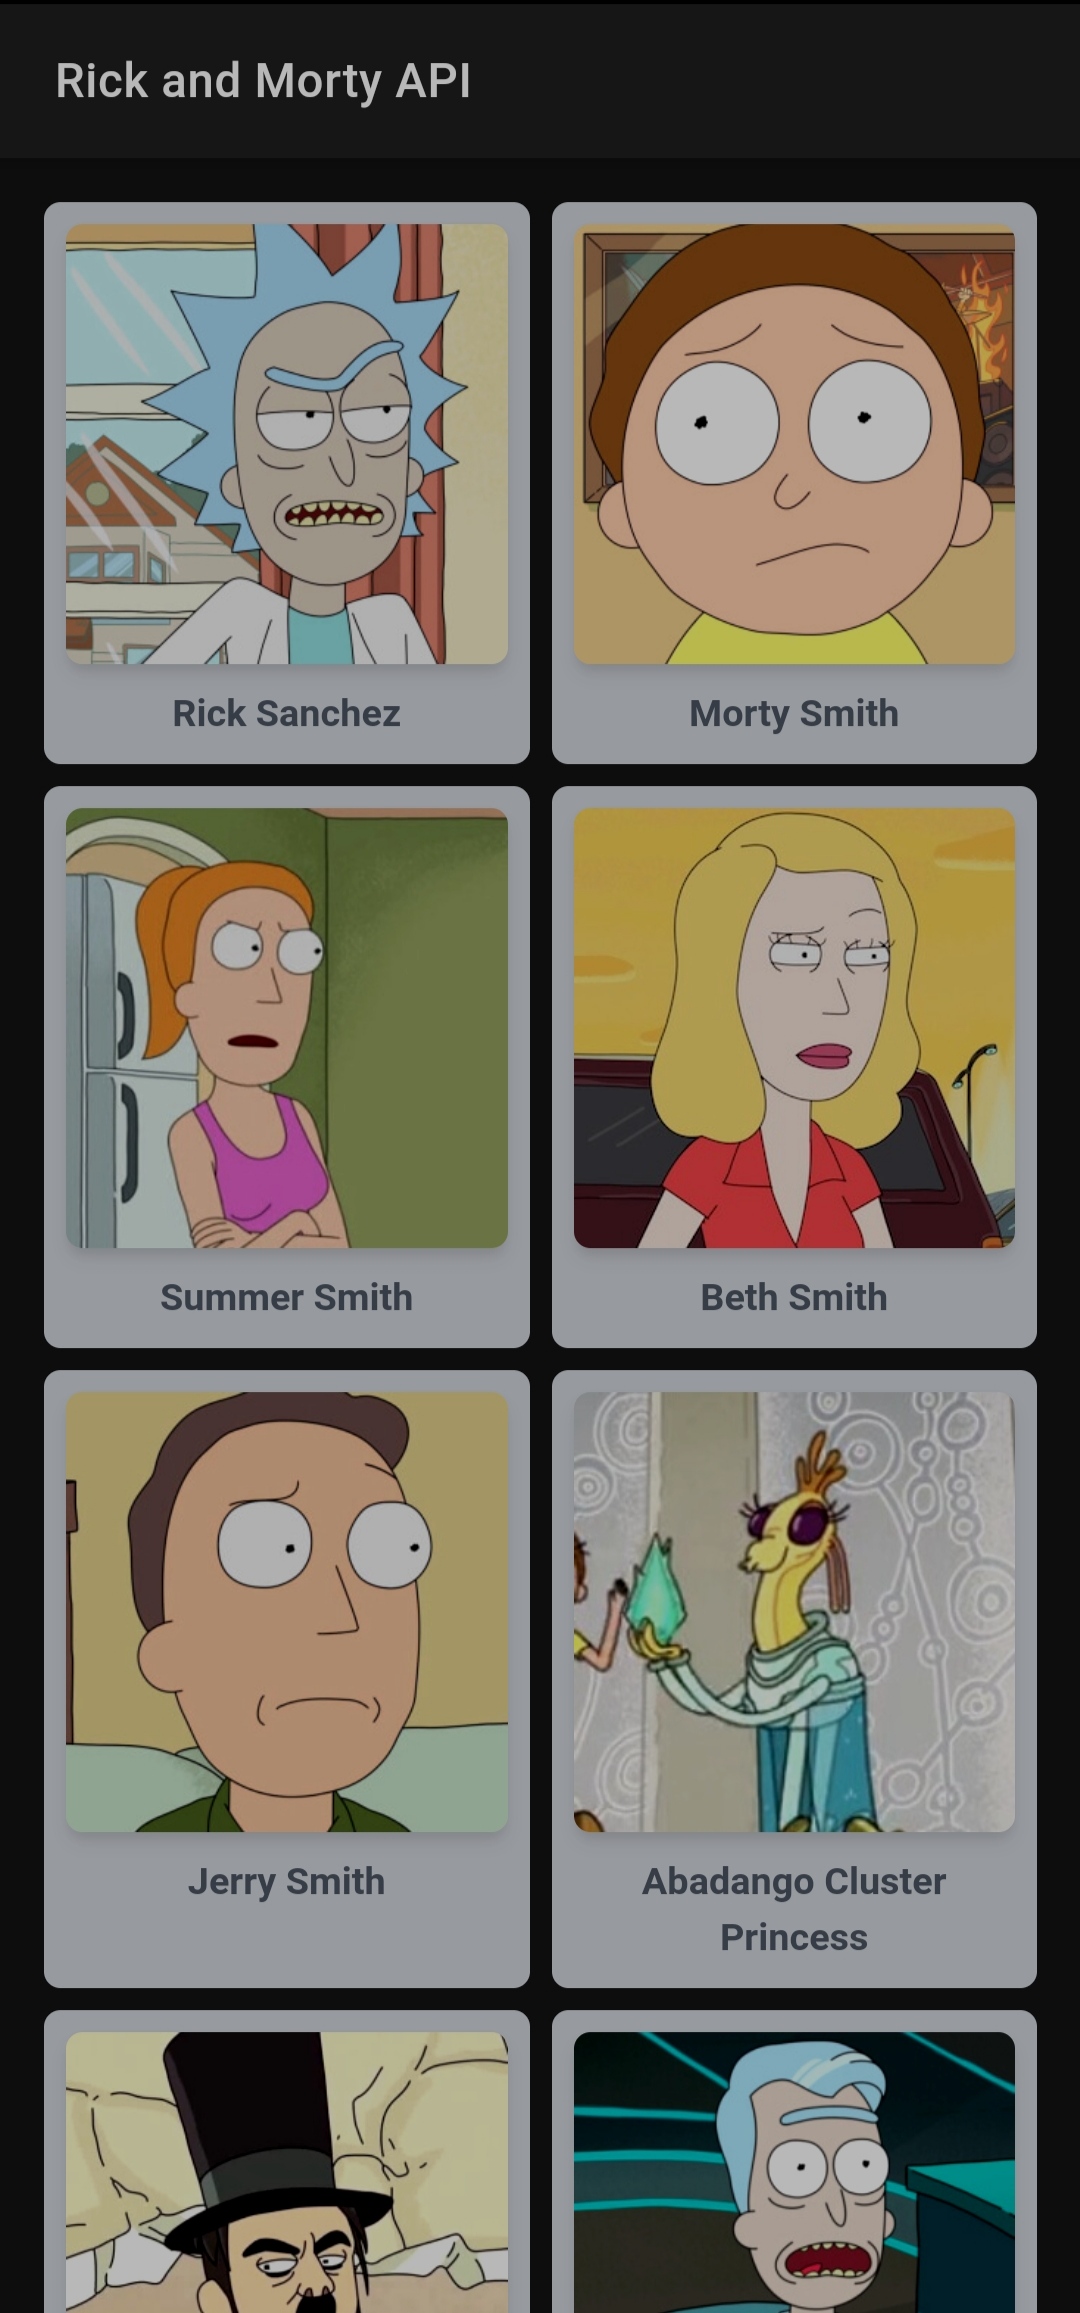 Rick and Morty API
Rick Sanchez
Morty Smith
Summer Smith
Beth Smith
Jerry Smith
Abadango Cluster
Princess